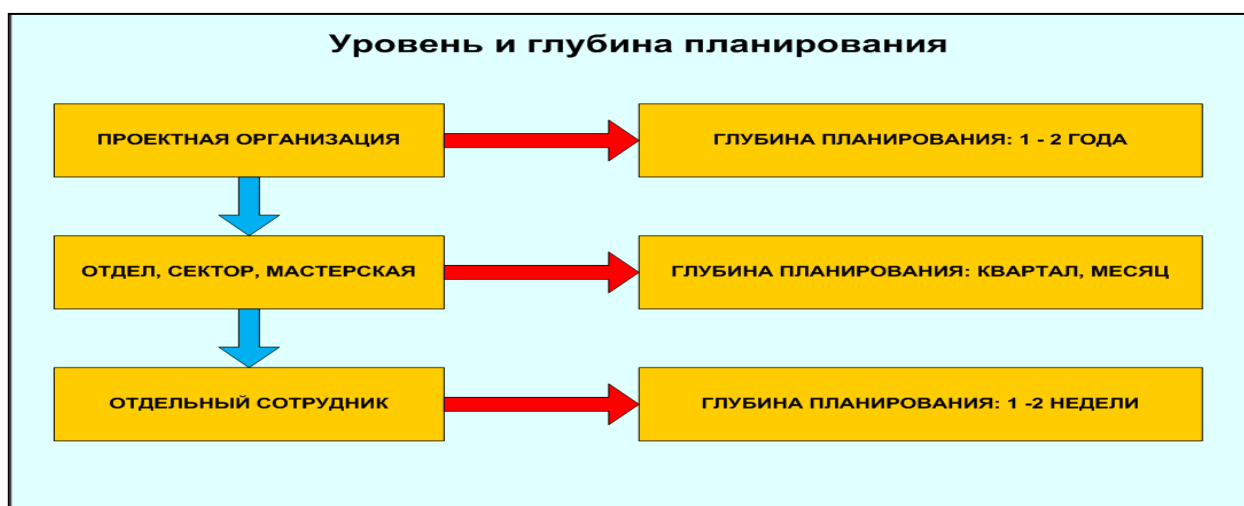 Уровень и глубина планирования
ПРОЕКТНАЯ ОРГАНИЗАЦИЯ
ГЛУБИНА ПЛАНИРОВАНИЯ: 1 - 2 ГОДА
ОТДЕЛ, СЕКТОР, МАСТЕРСКАЯ
ГЛУБИНА ПЛАНИРОВАНИЯ: КВАРТАЛ, МЕСЯЦ
ОТДЕЛЬНЫЙ СОТРУДНИК
ГЛУБИНА ПЛАНИРОВАНИЯ: 1 -2 НЕДЕЛИ